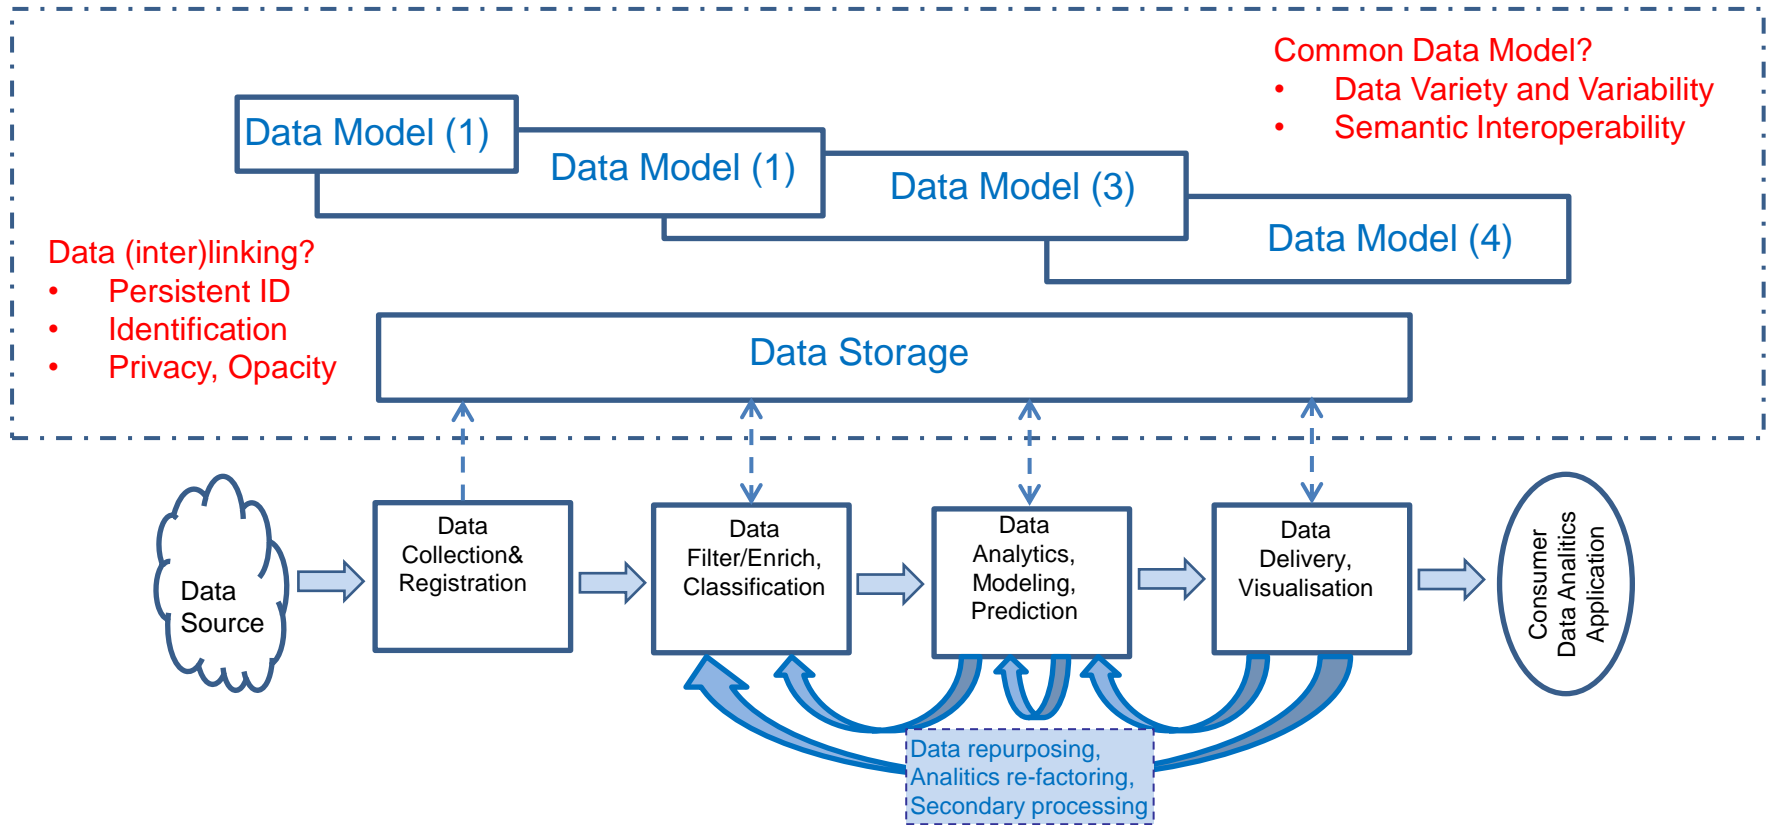 Common Data Model?
• Data Variety and Variability
• Semantic Interoperability
Data Model (1)
Data Model (1)
Data Model (3)
Data Model (4)
Data (inter)linking?
• Persistent ID
• Identification
• Privacy, Opacity
Data Storage
Data
Source
Data
Collection&
Registration
Data
Filter/Enrich,
Classification
Data
Analytics,
Modeling,
Prediction
Data
Delivery,
Visualisation
Consumer
Data Analitics
Application
Data repurposing,
Analitics re-factoring,
Secondary processing